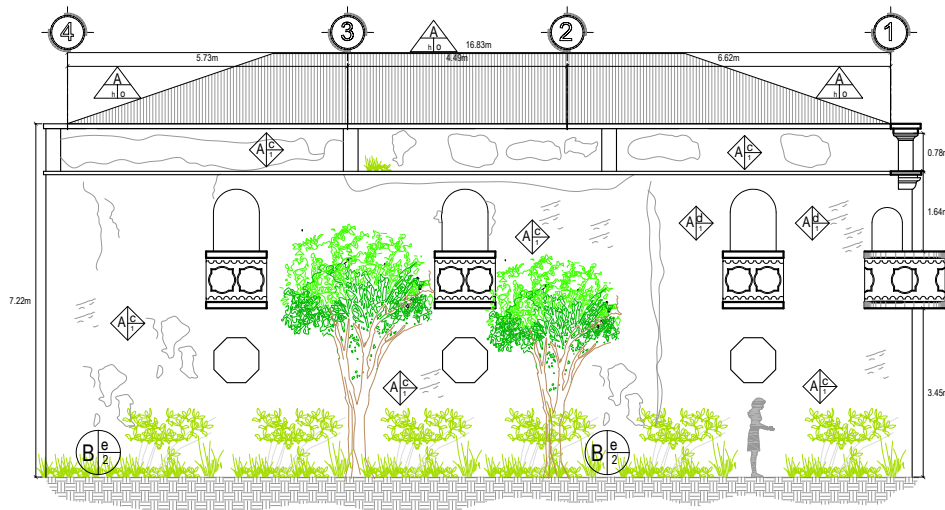 4 3 2 1
A
h o
16.83m
5.73m 4.49m 6.62m
A
h o
A
h o
A c 1
A c 1
0.78m
1.64m
A c 1
A d 1
A d 1
7.22m
A c 1
A c 1
A c 1
3.45m
B e 2
B e 2